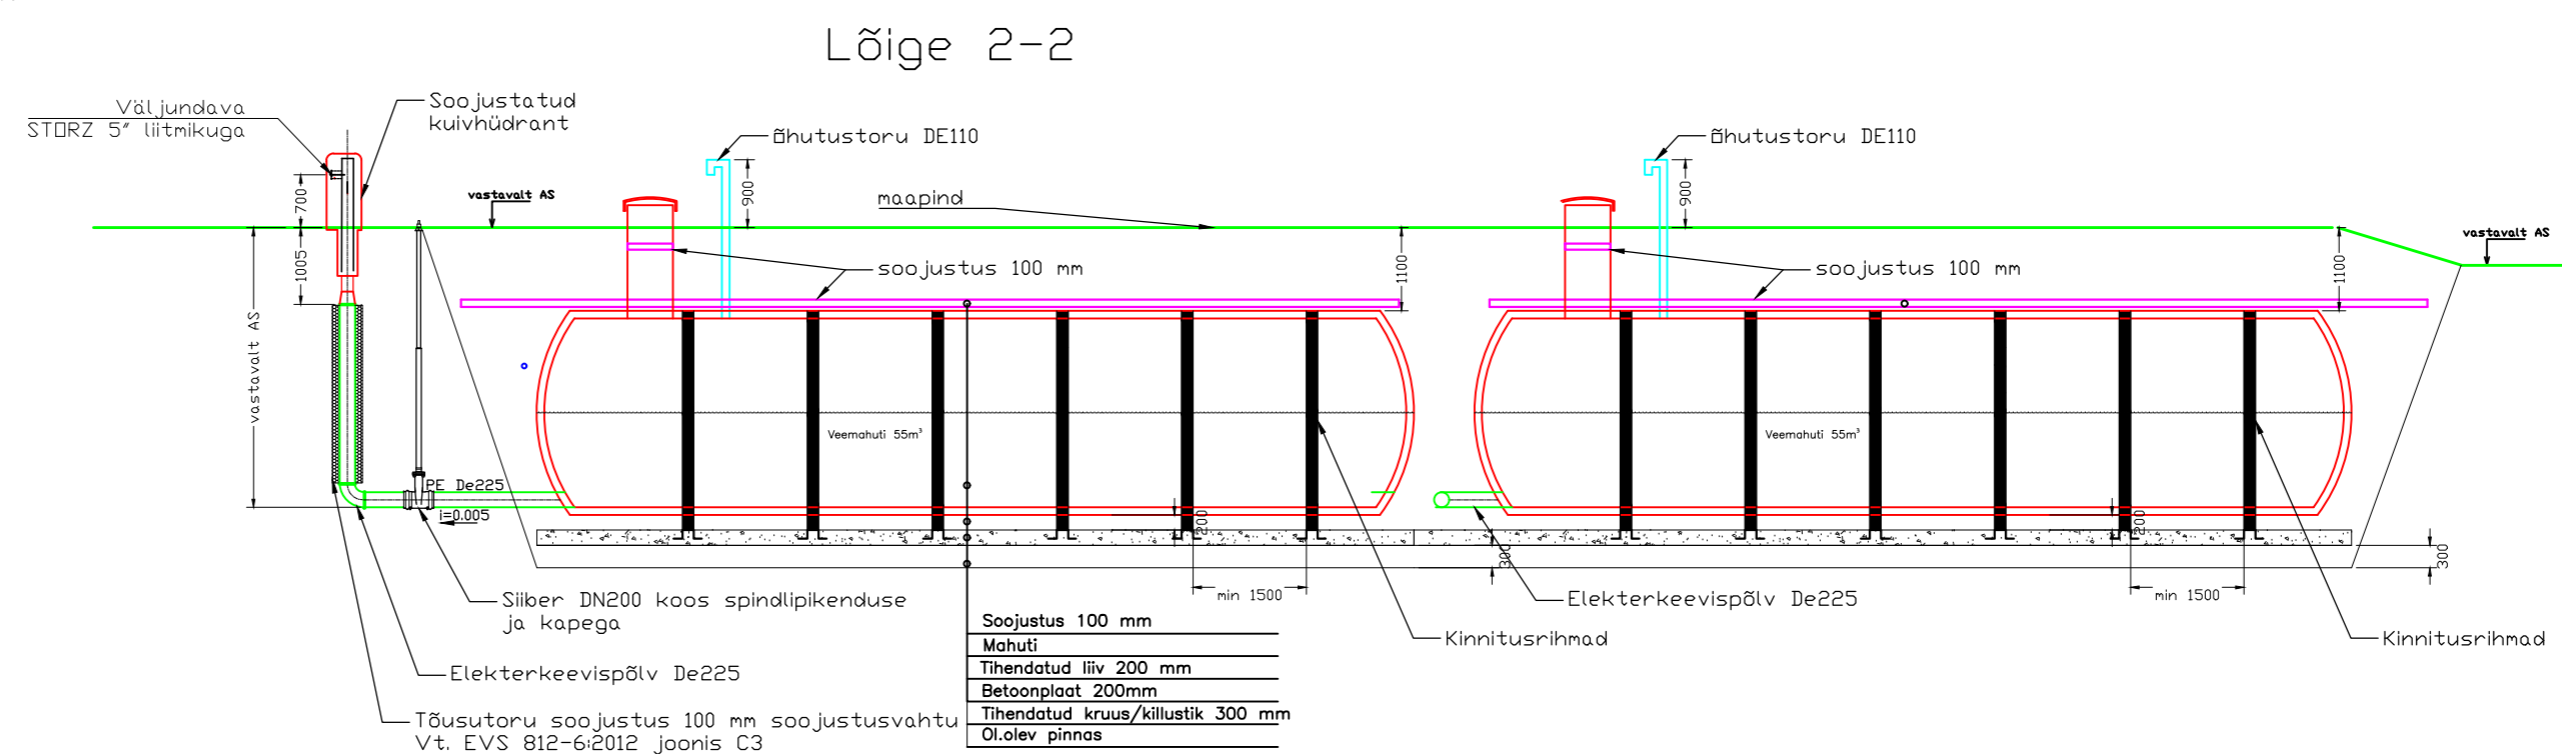 Lõige 2-2
Väljundava
STORZ 5" liitmikuga
Soojustatud
kuivhüdrant
õhutustoru DE110
õhutustoru DE110
700
vastavalt AS
900
maapind
900
vastavalt AS
1005
soojustus 100 mm
1100
soojustus 100 mm
1100
vastavalt AS
Veemahuti 55m³
Veemahuti 55m³
PE De225
i=0.005
200
200
300
300
min 1500
min 1500
Siiber DN200 koos spindlipikenduse
ja kapega
Elekterkeevispõlv De225
Soojustus 100 mm
Mahuti
Tihendatud liiv 200 mm
Betoonplaat 200mm
Tihendatud kruus/killustik 300 mm
Ol.olev pinnas
Kinnitusrihmad
Kinnitusrihmad
Elekterkeevispõlv De225
Tõusutoru soojustus 100 mm soojustusvahtu
Vt. EVS 812-6:2012 joonis C3